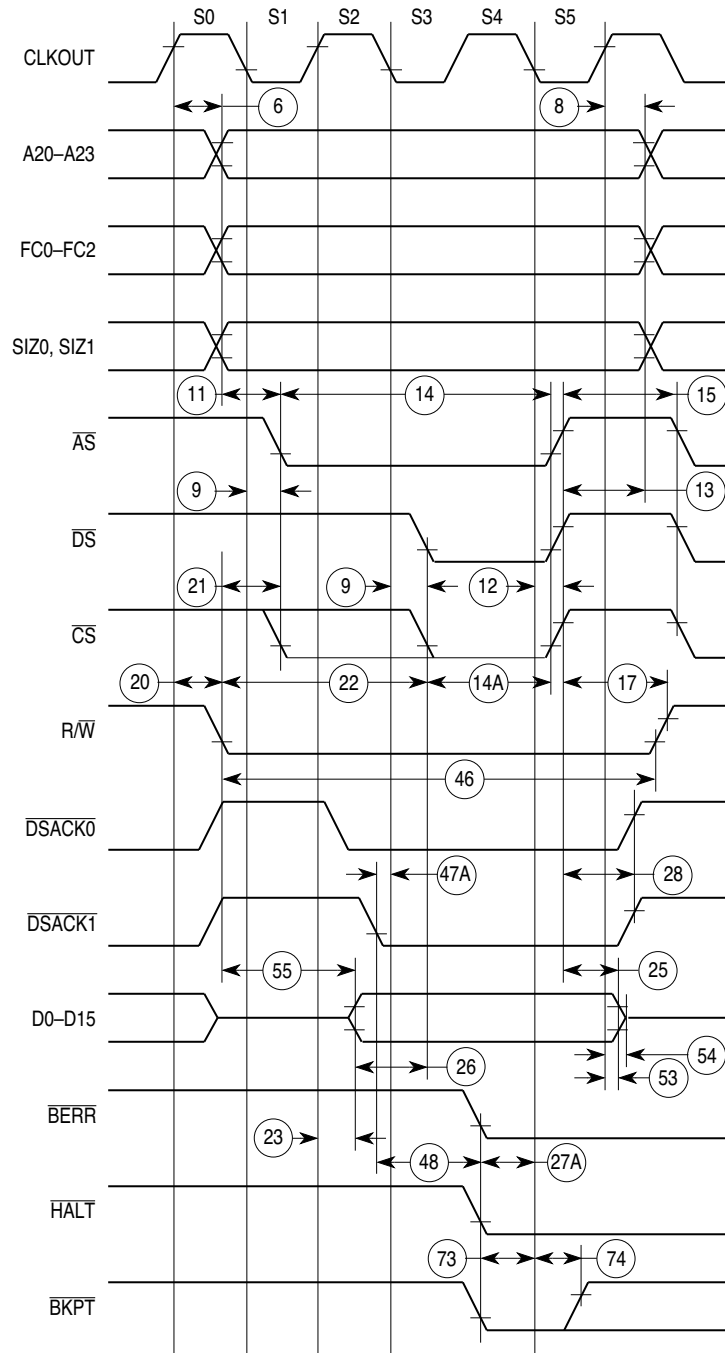 S0 S1 S2 S3 S4 S5
CLKOUT
6 8
A20–A23
FC0–FC2
SIZ0, SIZ1
11 14 15
AS
9 13
DS
21 9 12
CS
20 22 14A 17
R/W
46
DSACK0
47A 28
DSACK1
55 25
D0–D15
54
26 53
BERR
23 48 27A
HALT
73 74
BKPT